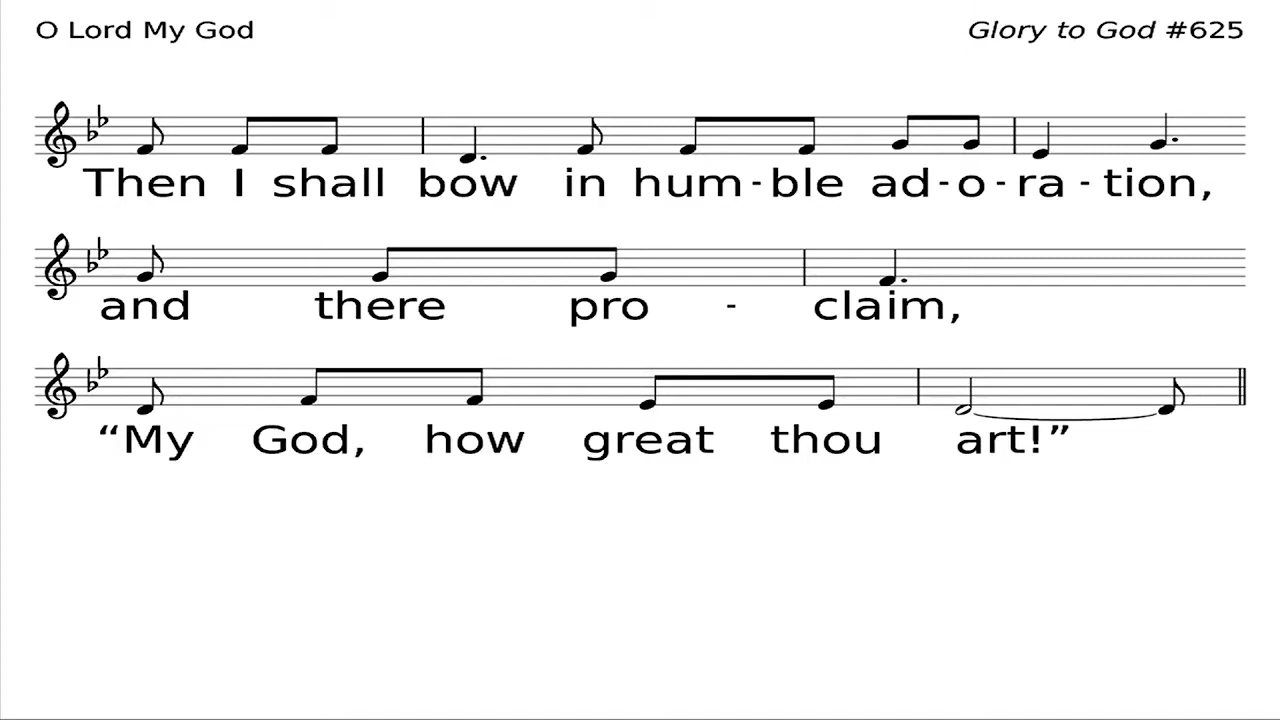 O Lord My God Glory to God #625
Then I shall bow in hum - ble ad - o - ra - tion,
and there pro - claim,
“My God, how great thou art!”